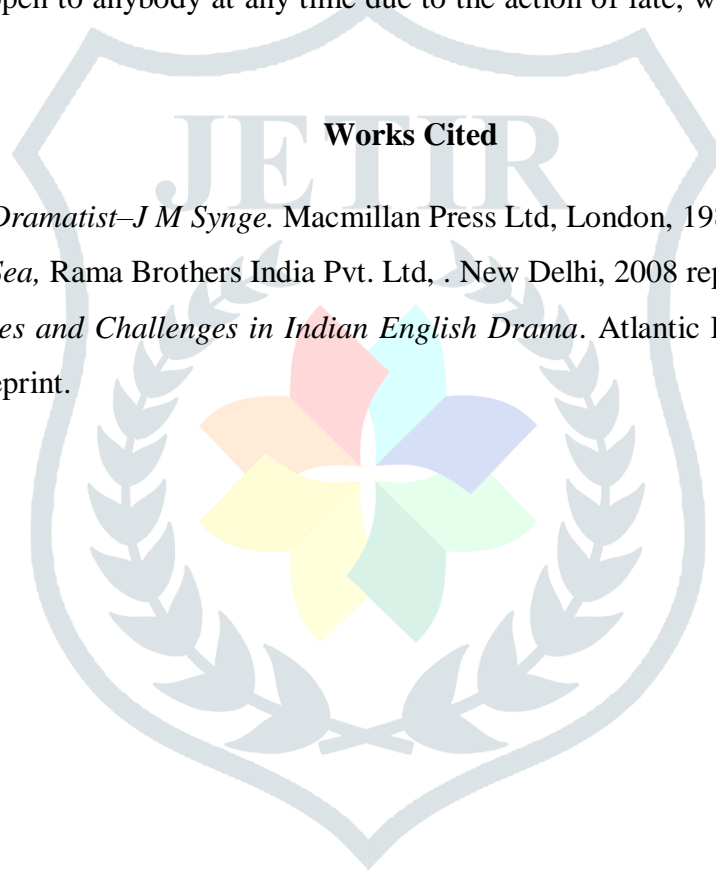 to anybody at any time due to the action of fate, w
JETIR
Works Cited
Dramatist–J M Synge. Macmillan Press Ltd, London, 198
Sea, Rama Brothers India Pvt. Ltd, . New Delhi, 2008 rep
es and Challenges in Indian English Drama. Atlantic
eprint.